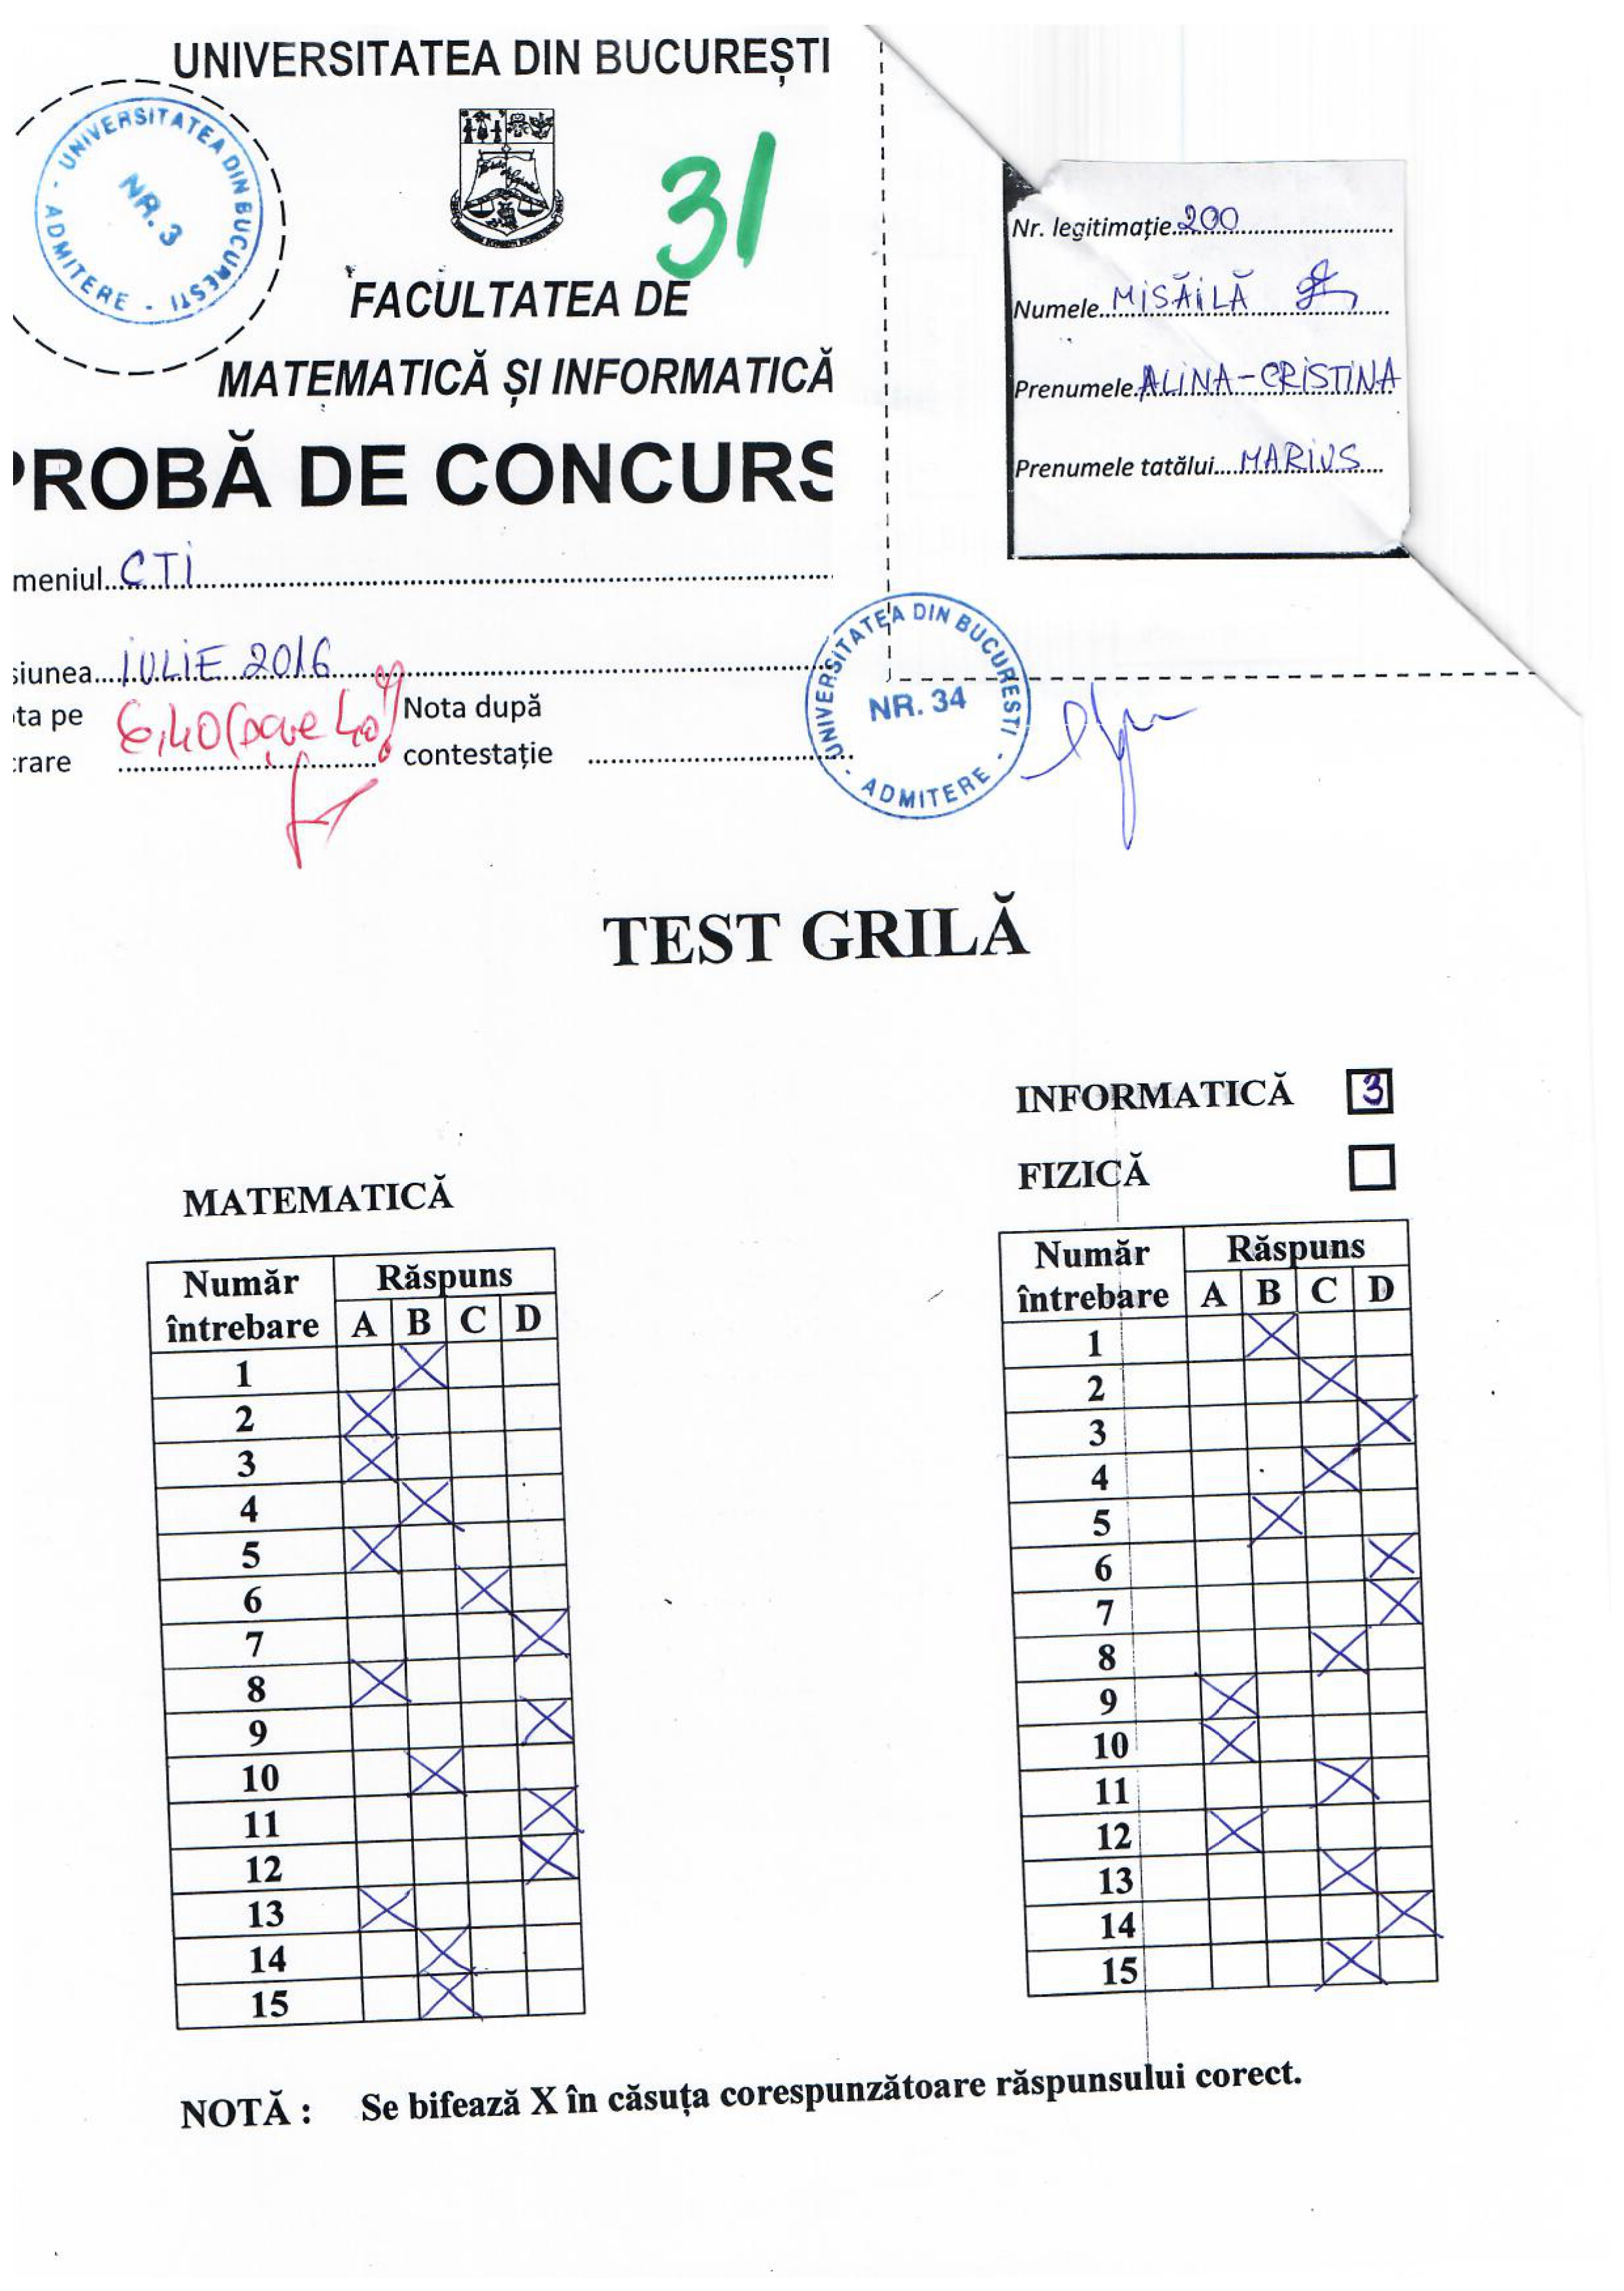 UNIVERSITATEA DIN BUCUREȘTI
UNIVERSITATEA DIN BUCURESTI - ADMITERE -
NR. 3
31
FACULTATEA DE
MATEMATICĂ ȘI INFORMATICĂ
PROBĂ DE CONCURS
meniul CTI
siunea IULIE 2016
ta pe
rare
6,40 (șase 40)
Nota după
contestație
Nr. legitimație 200
Numele MISĂILĂ
Prenumele ALINA-CRISTINA
Prenumele tatălui MARIUS
UNIVERSITATEA DIN BUCURESTI - ADMITERE -
NR. 34
TEST GRILĂ
INFORMATICĂ 3
FIZICĂ
MATEMATICĂ
Număr întrebare Răspuns
A B C D
1 X
2 X
3 X
4 X
5 X
6 X
7 X
8 X
9 X
10 X
11 X
12 X
13 X
14 X
15 X
Număr întrebare Răspuns
A B C D
1 X
2 X
3 X
4 X
5 X
6 X
7 X
8 X
9 X
10 X
11 X
12 X
13 X
14 X
15 X
NOTĂ : Se bifează X în căsuța corespunzătoare răspunsului corect.